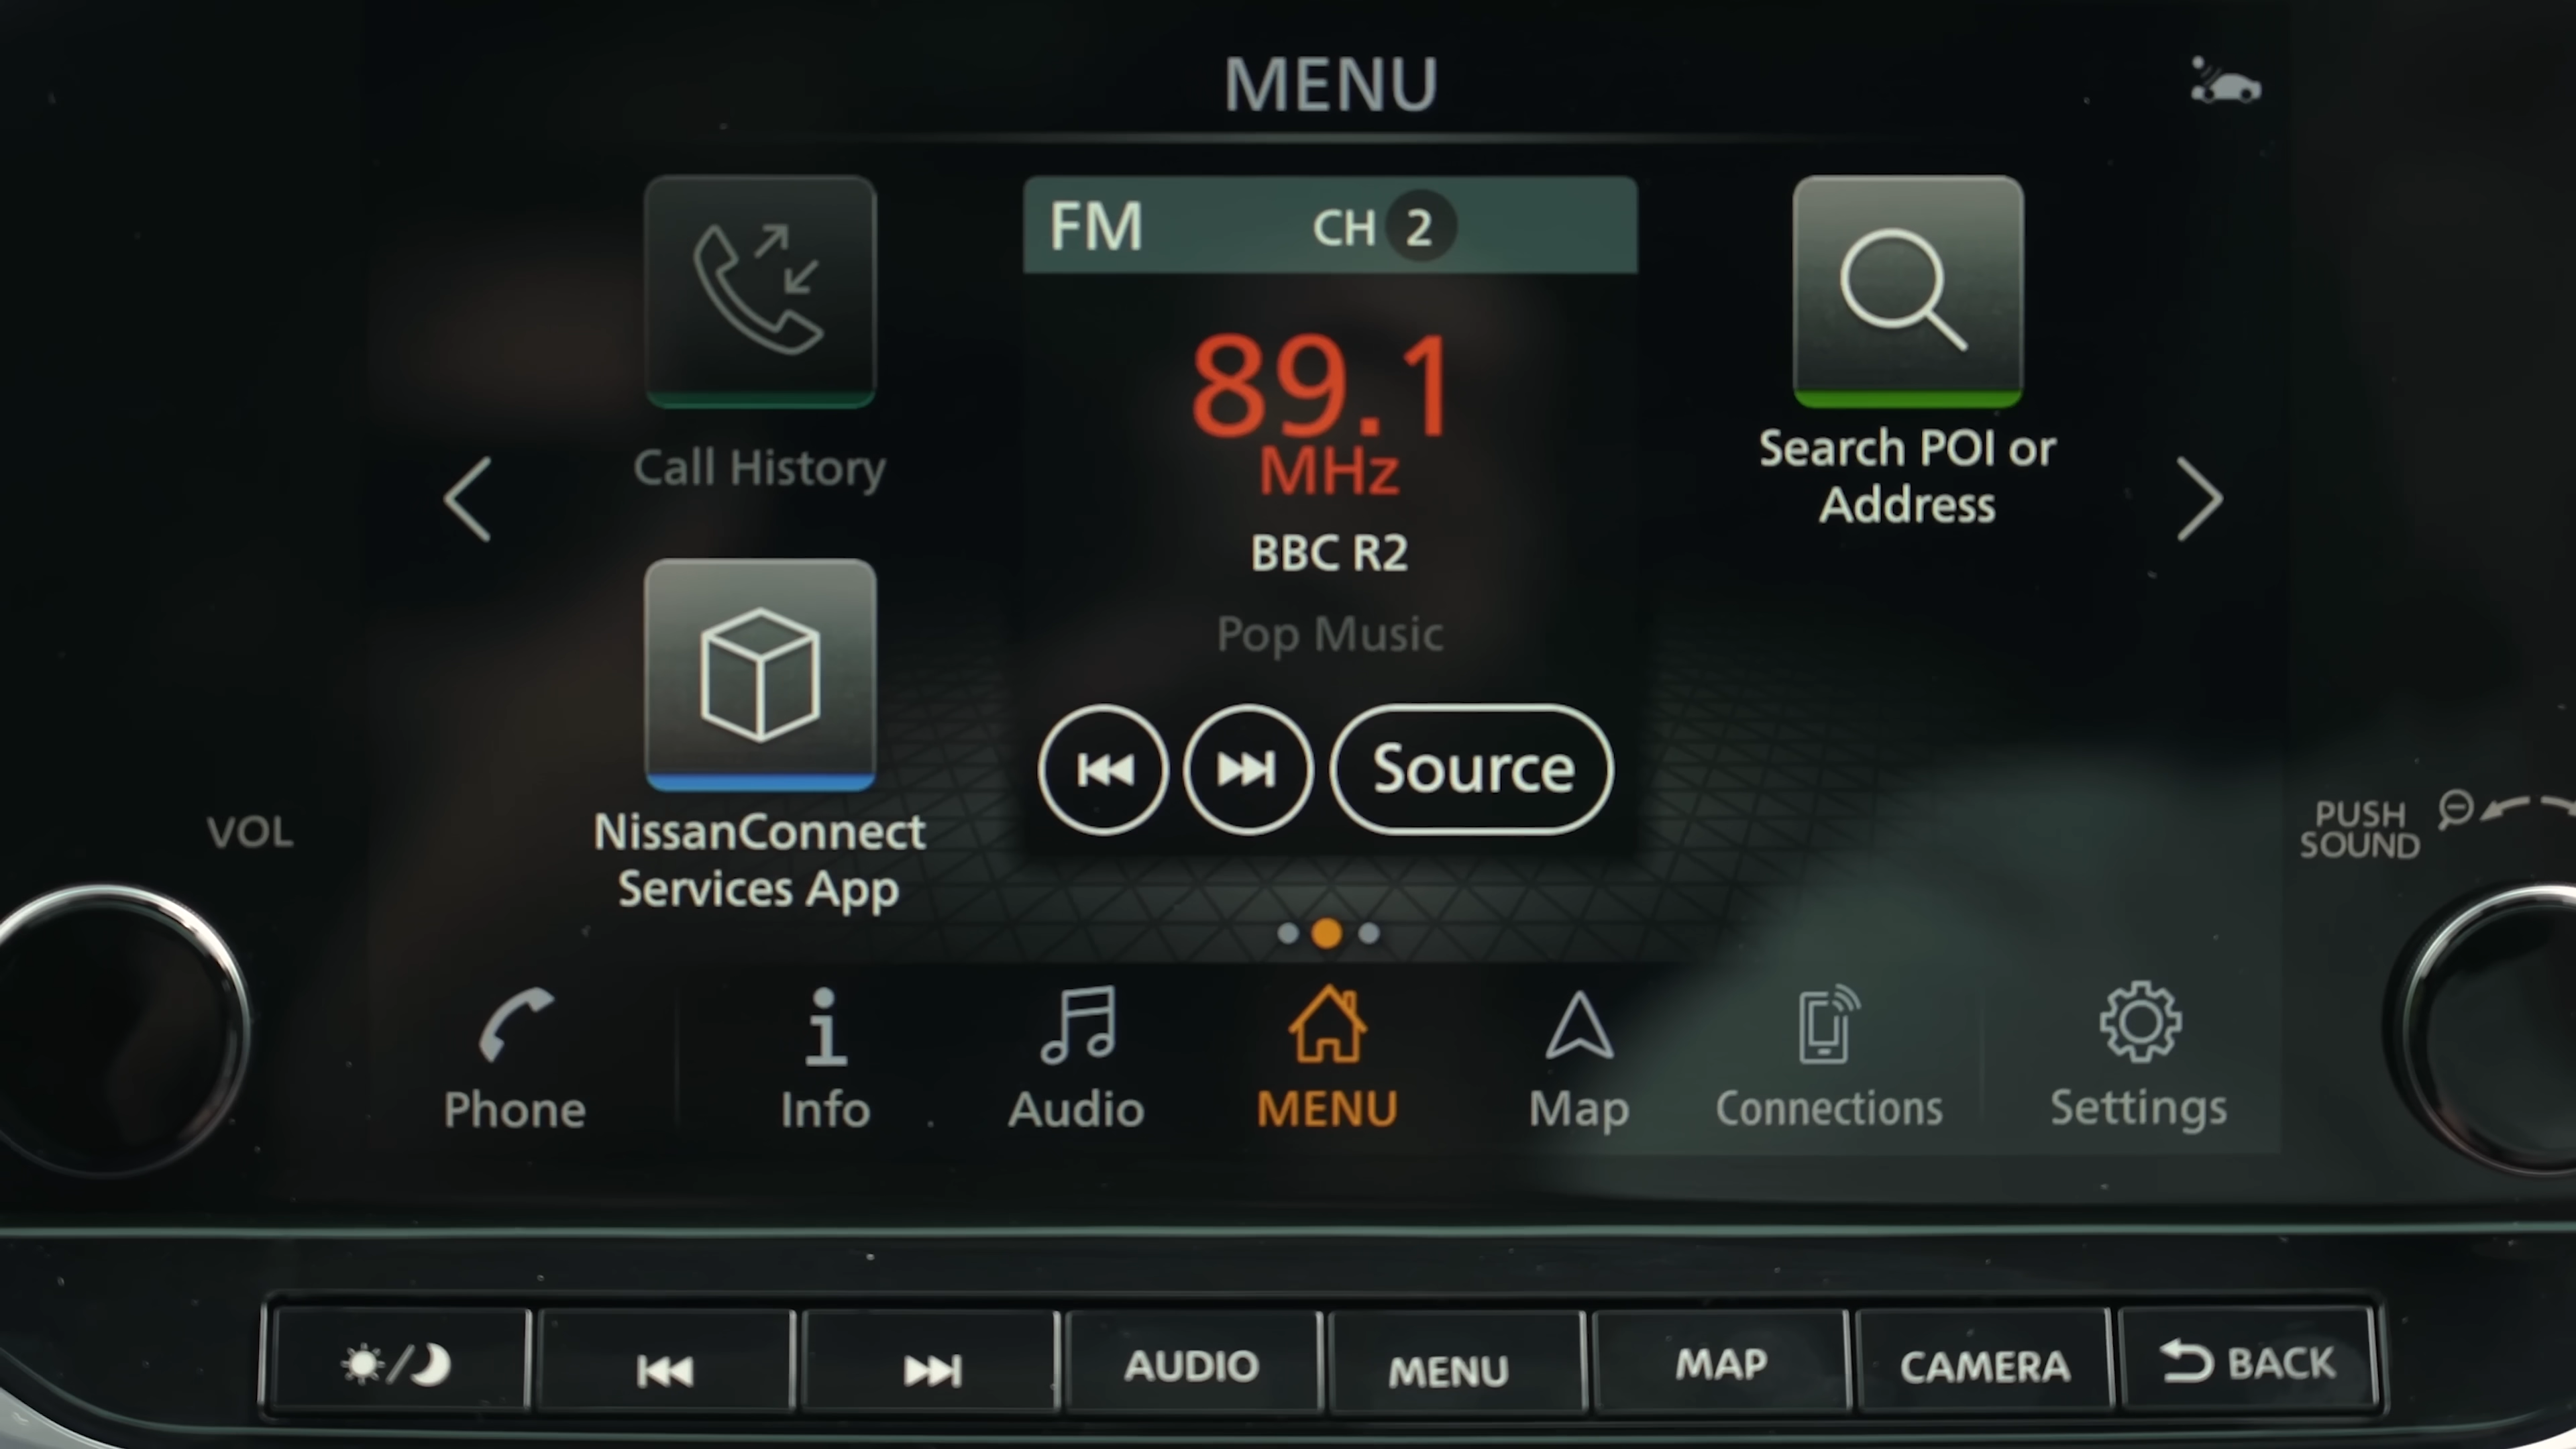 MENU
FM CH 2
89.1
MHz
BBC R2
Pop Music
Source
Call History
NissanConnect
Services App
Search POI or
Address
VOL
PUSH
SOUND
Phone
Info
Audio
MENU
Map
Connections
Settings
AUDIO
MENU
MAP
CAMERA
BACK